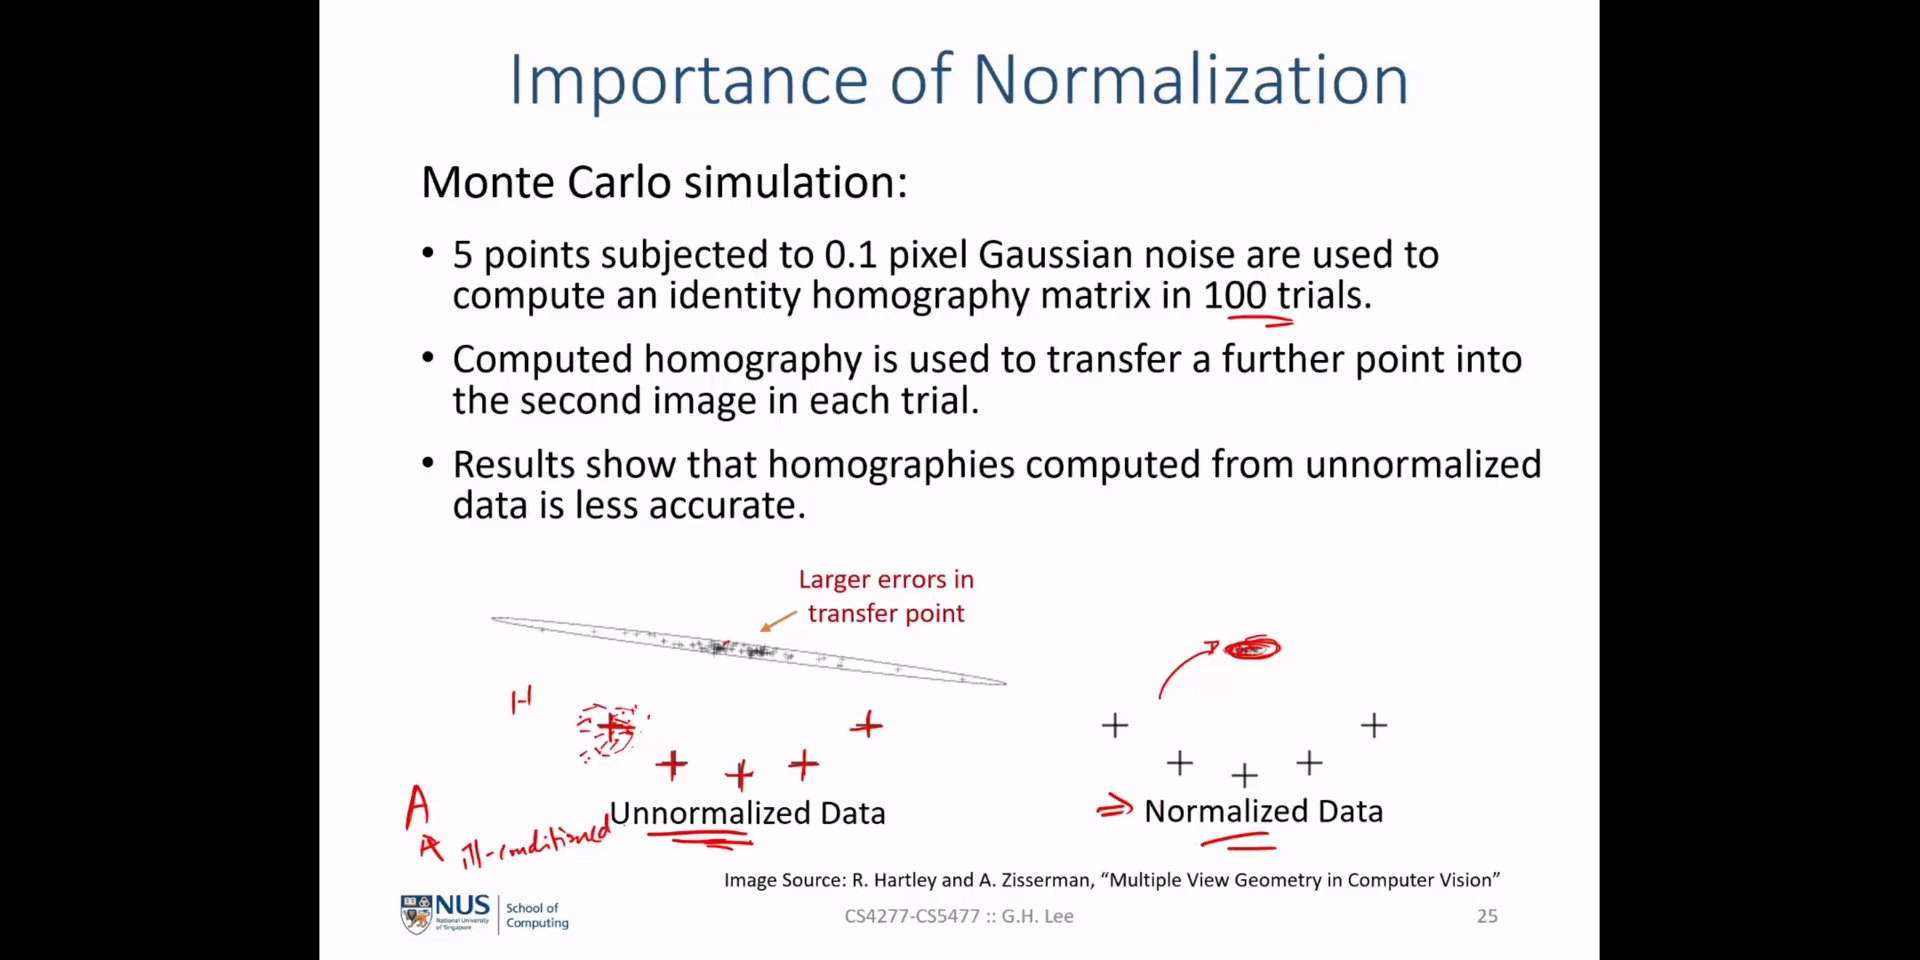 Importance of Normalization
Monte Carlo simulation:
• 5 points subjected to 0.1 pixel Gaussian noise are used to
compute an identity homography matrix in 100 trials.
• Computed homography is used to transfer a further point into
the second image in each trial.
• Results show that homographies computed from unnormalized
data is less accurate.
Larger errors in
transfer point
H
A
ill-conditioned
Unnormalized Data
⇒ Normalized Data
Image Source: R. Hartley and A. Zisserman, “Multiple View Geometry in Computer Vision”
NUS
National University
of Singapore
School of
Computing
CS4277-CS5477 :: G.H. Lee
25